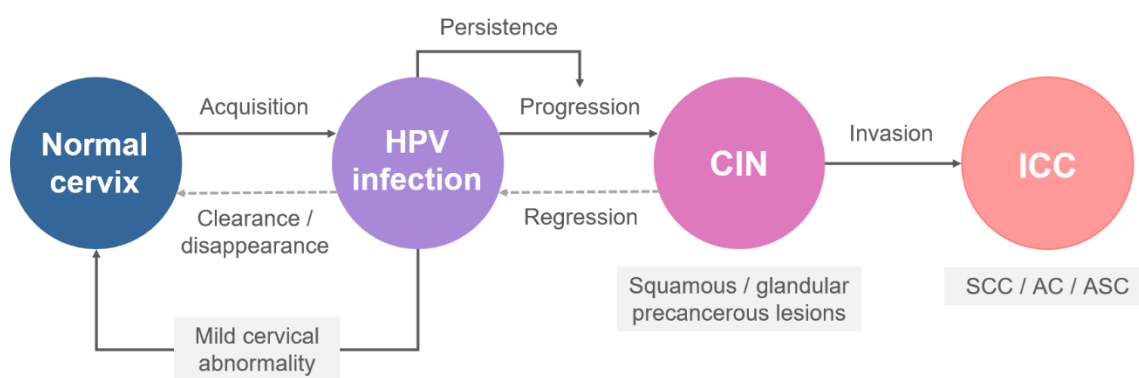 Persistence
Acquisition
Progression
Invasion
Normal
cervix
HPV
infection
CIN
ICC
Clearance /
disappearance
Regression
Squamous / glandular
precancerous lesions
SCC / AC / ASC
Mild cervical
abnormality